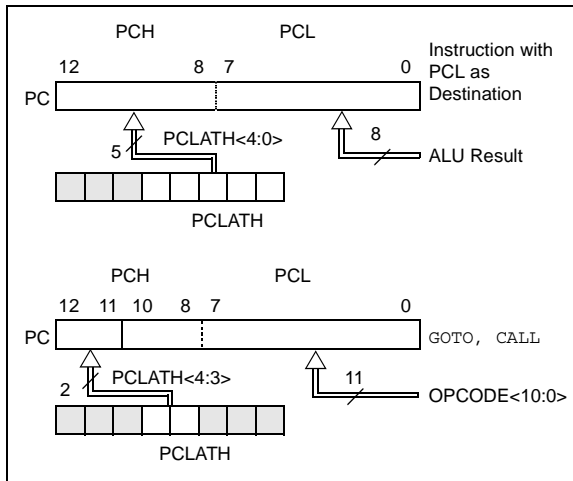 PCH PCL
12 8 7 0
Instruction with
PCL as
Destination
PC
5 PCLATH<4:0>
8
ALU Result
PCLATH
PCH PCL
12 11 10 8 7 0
PC
GOTO, CALL
2 PCLATH<4:3>
11
OPCODE<10:0>
PCLATH